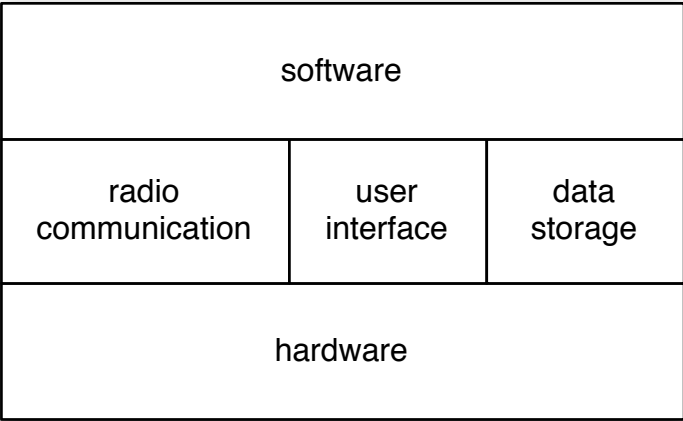 software
radio
communication
user
interface
data
storage
hardware